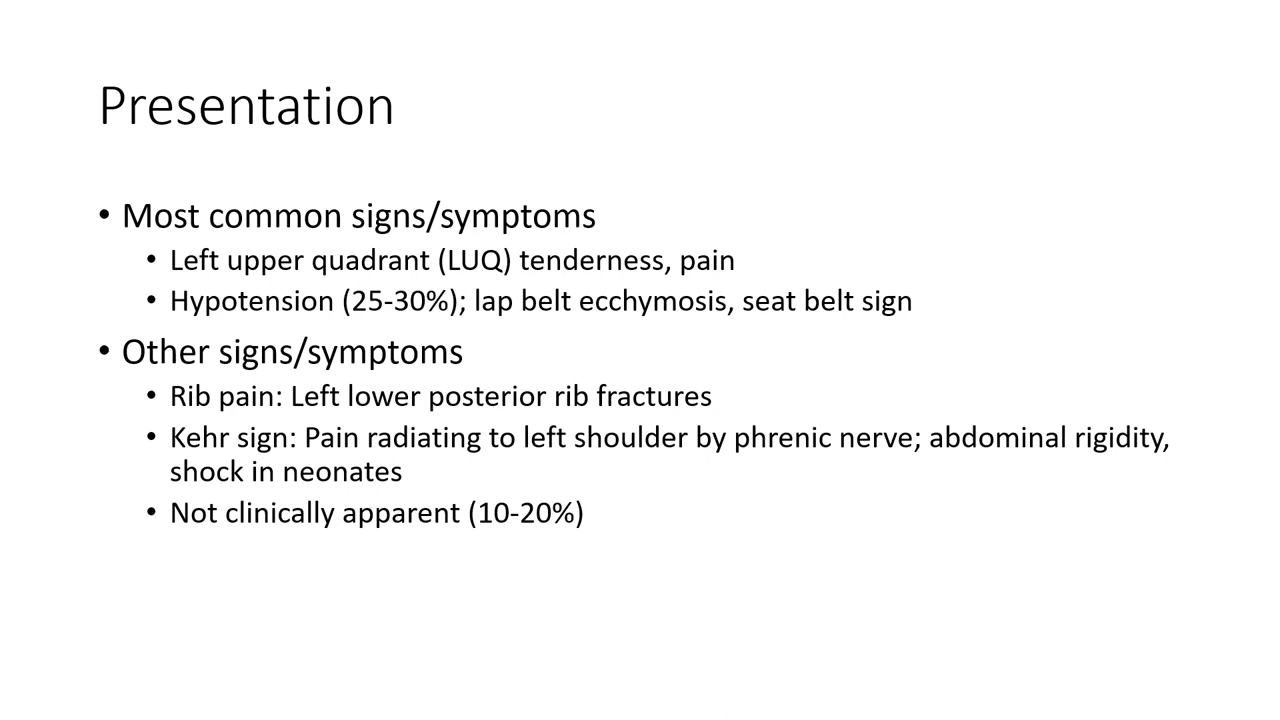 Presentation
• Most common signs/symptoms
• Left upper quadrant (LUQ) tenderness, pain
• Hypotension (25-30%); lap belt ecchymosis, seat belt sign
• Other signs/symptoms
• Rib pain: Left lower posterior rib fractures
• Kehr sign: Pain radiating to left shoulder by phrenic nerve; abdominal rigidity,
shock in neonates
• Not clinically apparent (10-20%)